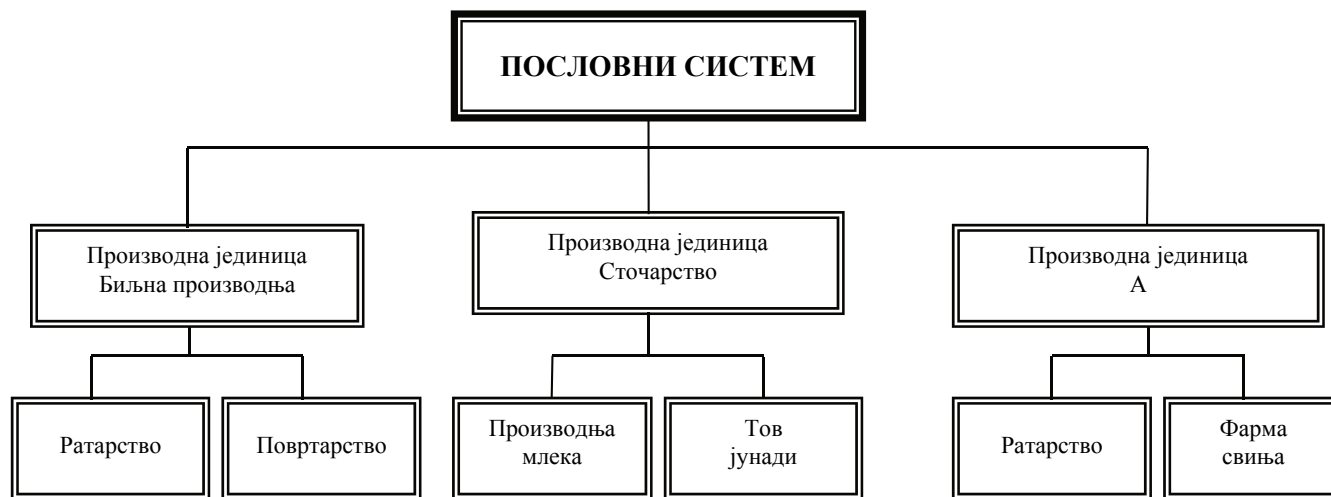 ПОСЛОВНИ СИСТЕМ
Производна јединица
Биљна производња
Производна јединица
Сточарство
Производна јединица
А
Ратарство
Повртарство
Производња
млека
Тов
јунади
Ратарство
Фарма
свиња